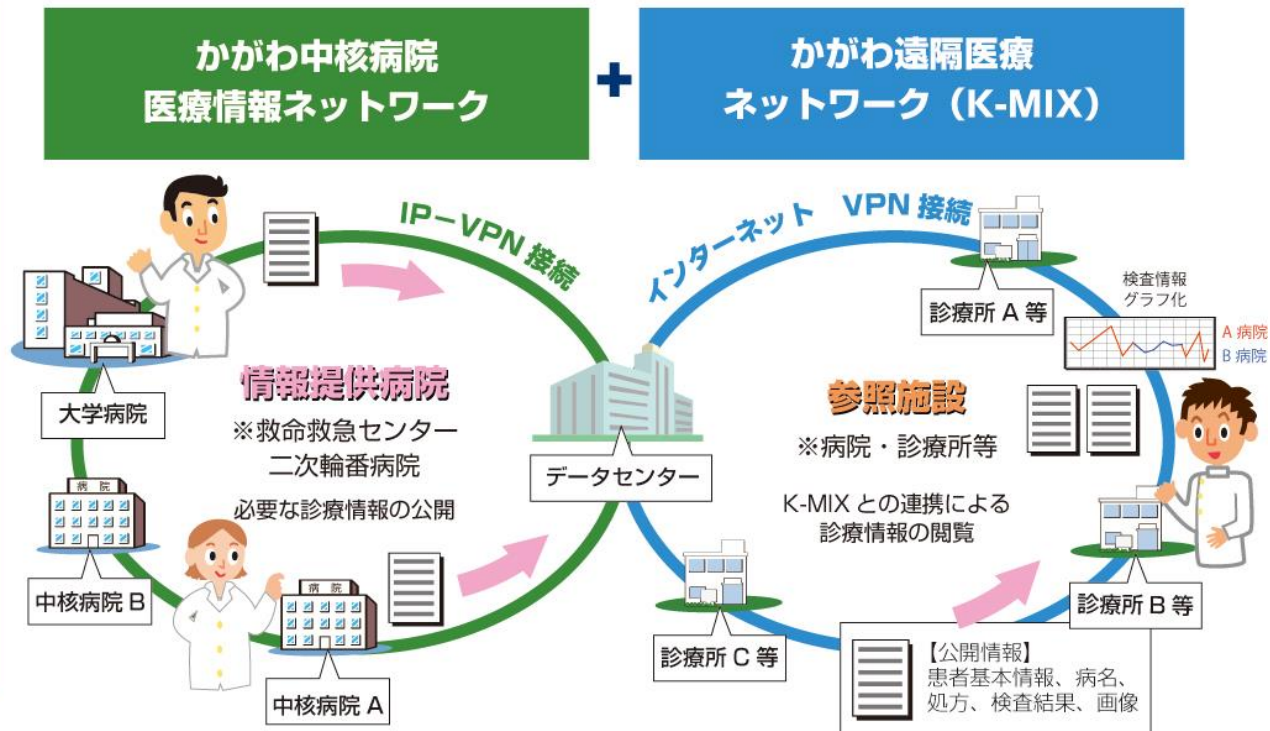 かがわ中核病院
医療情報ネットワーク
+
かがわ遠隔医療
ネットワーク（K-MIX）
IP－VPN 接続
インターネット　VPN 接続
診療所 A 等
検査情報
グラフ化
A 病院
B 病院
大学病院
情報提供病院
※救命救急センター
二次輪番病院
必要な診療情報の公開
データセンター
参照施設
※病院・診療所等
K-MIX との連携による
診療情報の閲覧
病 院
中核病院 B
病 院
中核病院 A
診療所 B 等
診療所 C 等
【公開情報】
患者基本情報、病名、
処方、検査結果、画像